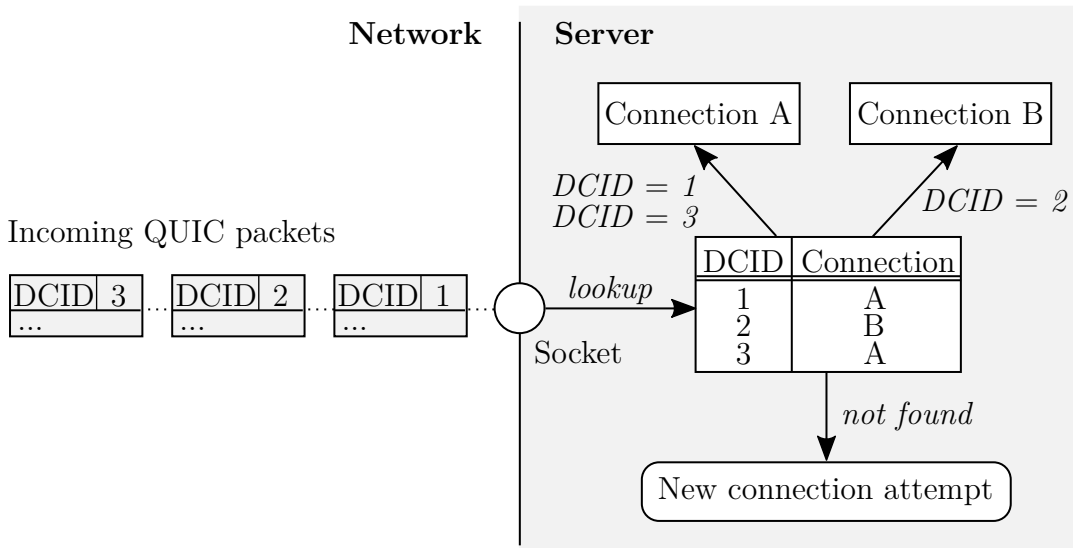 Network
Server
Connection A
Connection B
DCID = 1
DCID = 3
DCID = 2
Incoming QUIC packets
DCID 3
...
DCID 2
...
DCID 1
...
lookup
Socket
DCID Connection
1 A
2 B
3 A
not found
New connection attempt